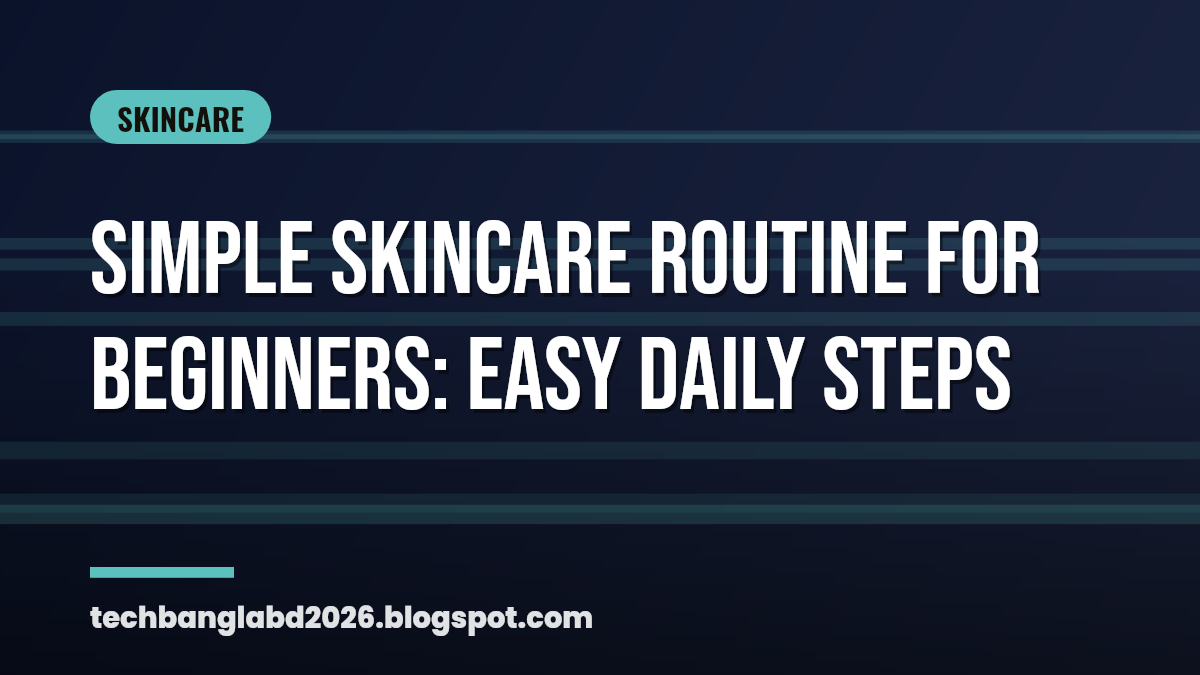 SKINCARE
SIMPLE SKINCARE ROUTINE FOR
BEGINNERS: EASY DAILY STEPS
techbanglabd2026.blogspot.com